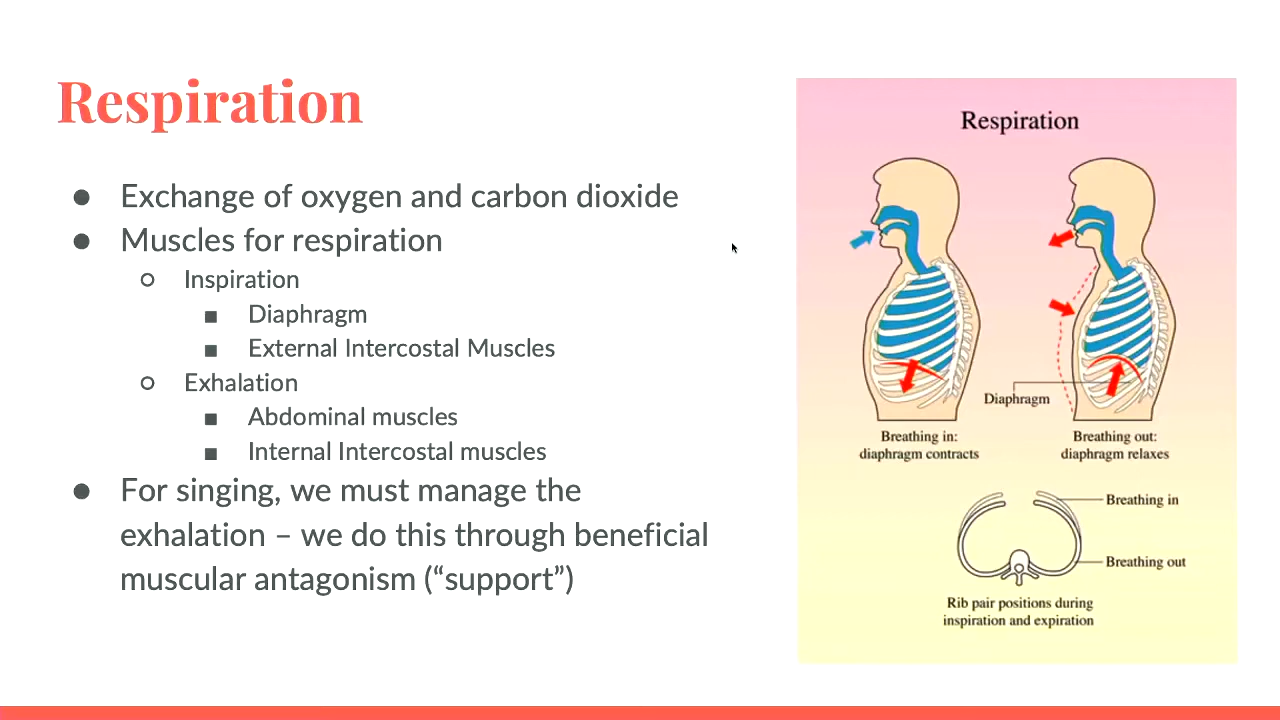 Respiration
● Exchange of oxygen and carbon dioxide
● Muscles for respiration
○ Inspiration
■ Diaphragm
■ External Intercostal Muscles
○ Exhalation
■ Abdominal muscles
■ Internal Intercostal muscles
● For singing, we must manage the
exhalation – we do this through beneficial
muscular antagonism (“support”)
Respiration
Diaphragm
Breathing in:
diaphragm contracts
Breathing out:
diaphragm relaxes
Breathing in
Breathing out
Rib pair positions during
inspiration and expiration